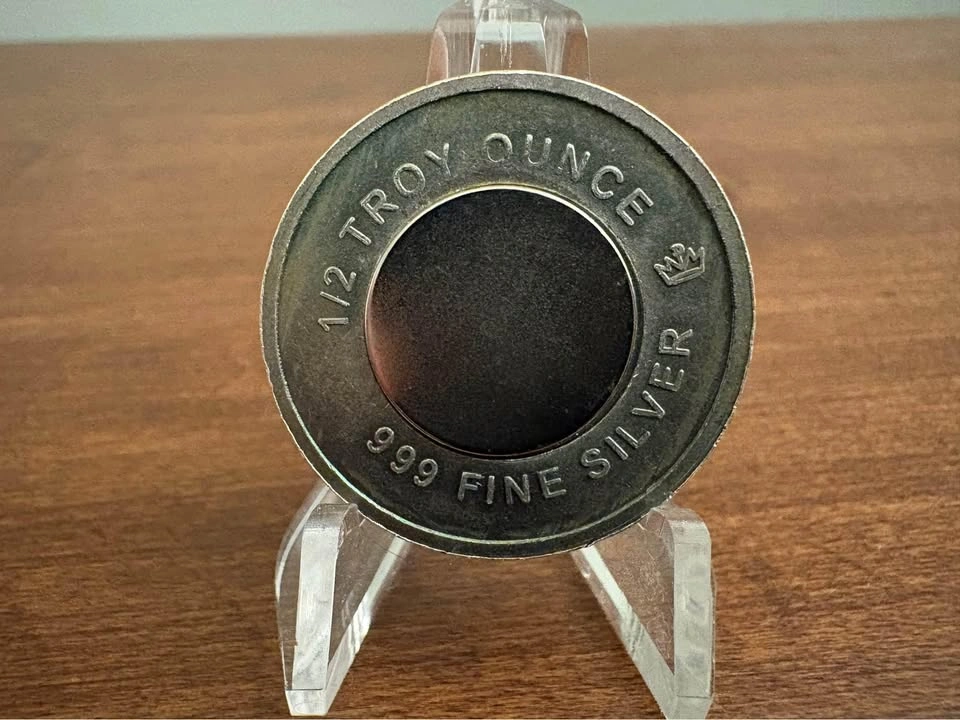 1/2 TROY OUNCE
999 FINE SILVER